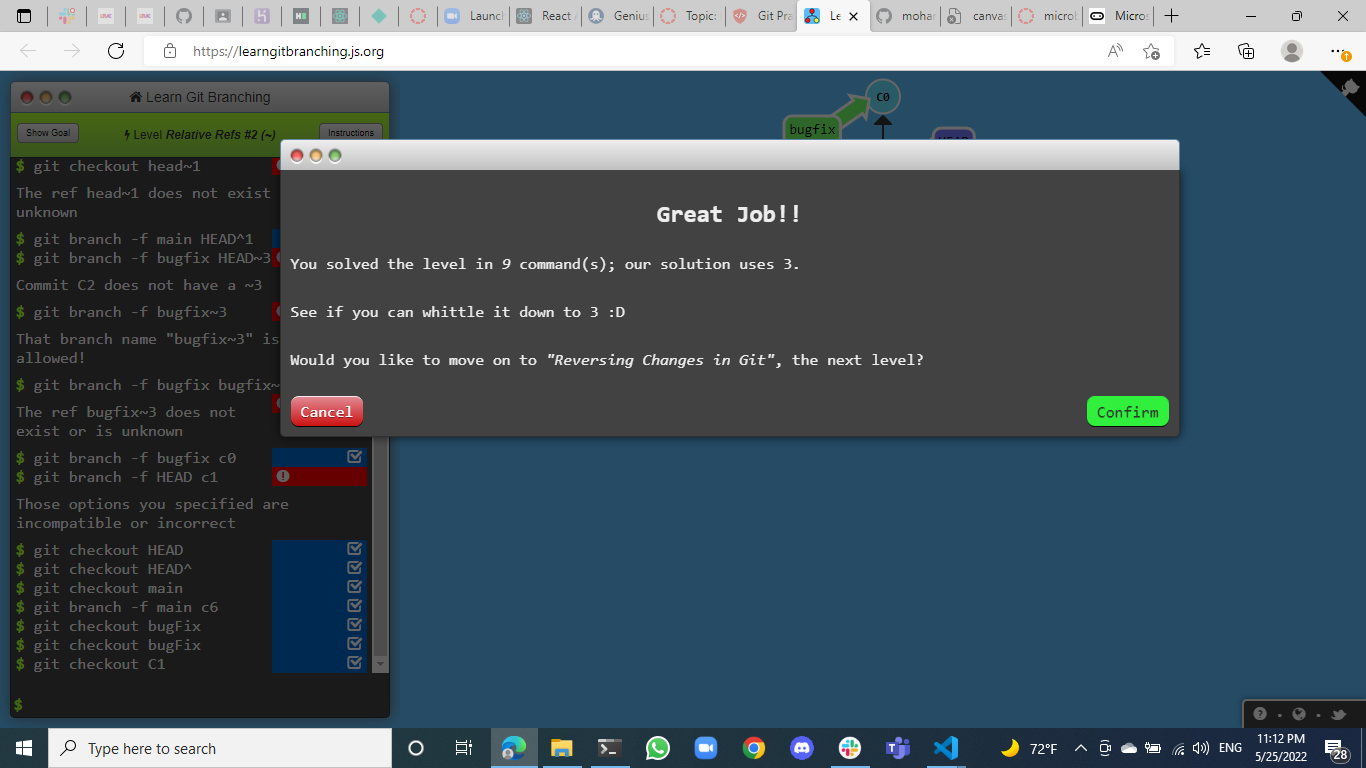 Launch
React A
Genius
Topic:
Git Pra
Le
mohar
canvas
microl
Micros
https://learngitbranching.js.org
Learn Git Branching
Show Goal
Level Relative Refs #2 (~)
Instructions
C0
bugfix
$ git checkout head~1
The ref head~1 does not exist
unknown
$ git branch -f main HEAD^1
$ git branch -f bugfix HEAD~3
Commit C2 does not have a ~3
$ git branch -f bugfix~3
That branch name "bugfix~3" is
allowed!
$ git branch -f bugfix bugfix~
The ref bugfix~3 does not
exist or is unknown
$ git branch -f bugfix c0
$ git branch -f HEAD c1
Those options you specified are
incompatible or incorrect
$ git checkout HEAD
$ git checkout HEAD^
$ git checkout main
$ git branch -f main c6
$ git checkout bugFix
$ git checkout bugFix
$ git checkout C1
$
Great Job!!
You solved the level in 9 command(s); our solution uses 3.
See if you can whittle it down to 3 :D
Would you like to move on to "Reversing Changes in Git", the next level?
Cancel
Confirm
Type here to search
72°F
ENG
11:12 PM
5/25/2022
28